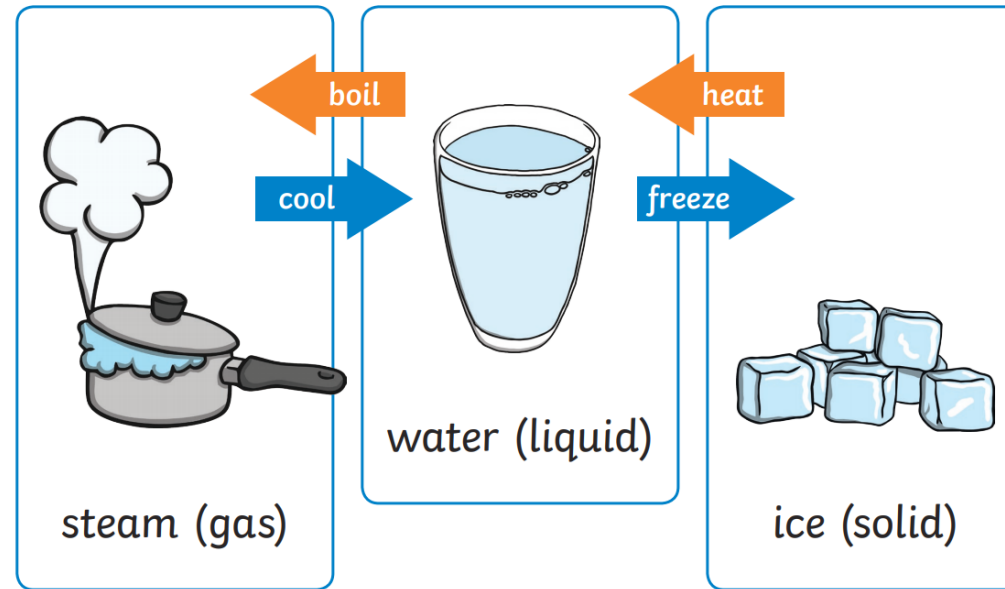 boil
heat
cool
freeze
water (liquid)
steam (gas)
ice (solid)